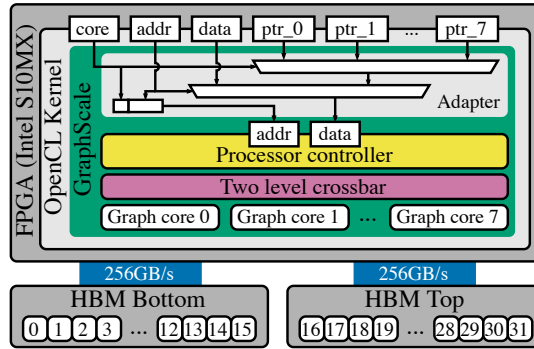 FPGA (Intel S10MX)
OpenCL Kernel
GraphScale
core addr data ptr_0 ptr_1 ... ptr_7
Adapter
addr data
Processor controller
Two level crossbar
Graph core 0 Graph core 1 ... Graph core 7
256GB/s 256GB/s
HBM Bottom HBM Top
0 1 2 3 ... 12 13 14 15 16 17 18 19 ... 28 29 30 31